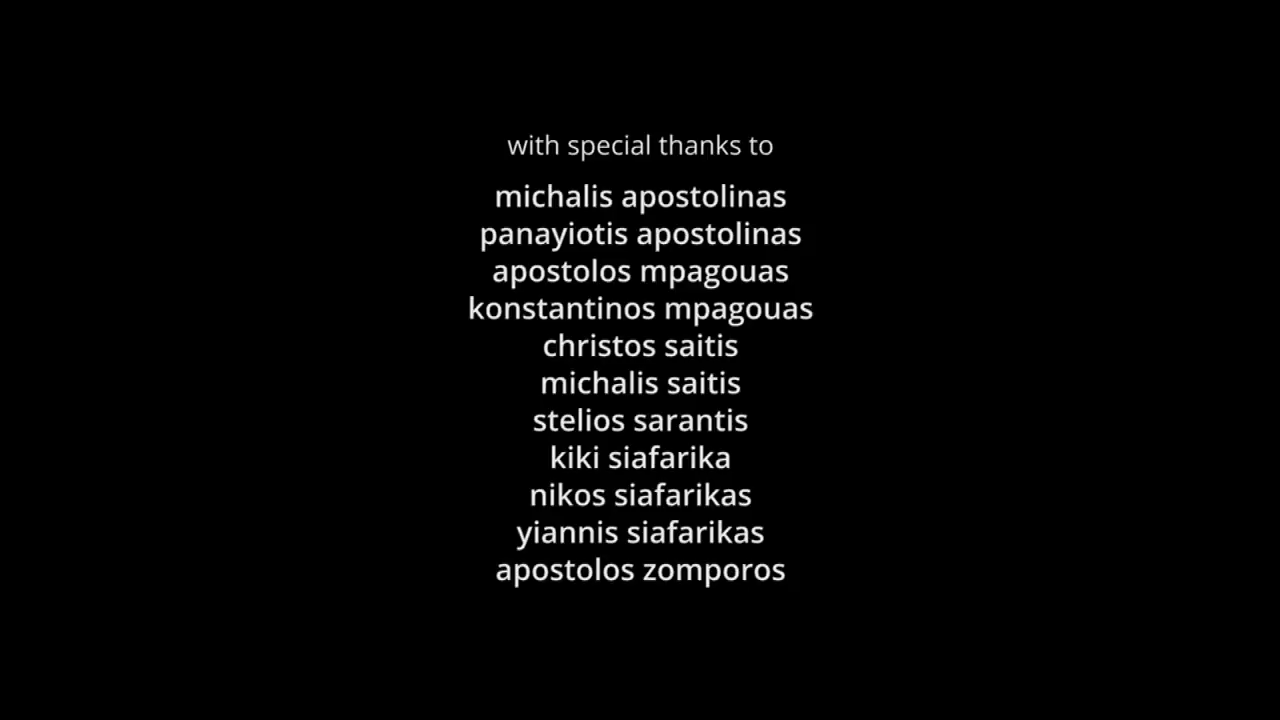 with special thanks to
michalis apostolinas
panayiotis apostolinas
apostolos mpagouas
konstantinos mpagouas
christos saitis
michalis saitis
stelios sarantis
kiki siafarika
nikos siafarikas
yiannis siafarikas
apostolos zomporos